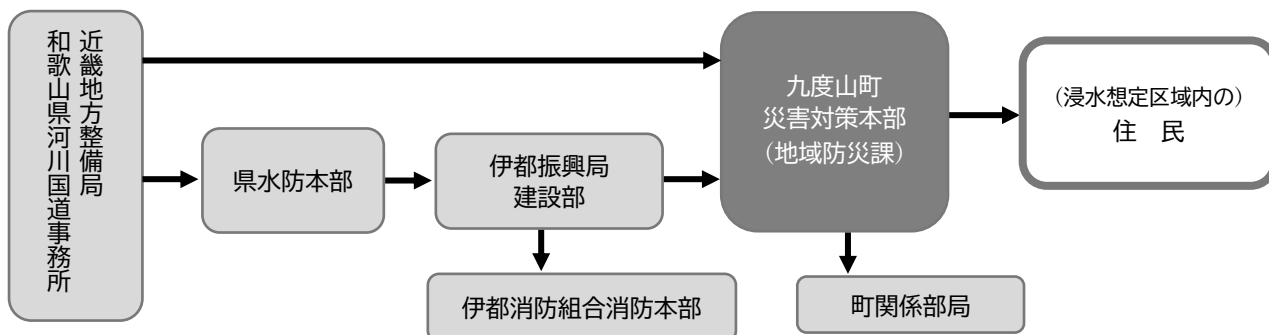 近畿地方整備局
和歌山県河川国道事務所
県水防本部
伊都振興局
建設部
伊都消防組合消防本部
九度山町
災害対策本部
（地域防災課）
町関係部局
（浸水想定区域内の）
住　民